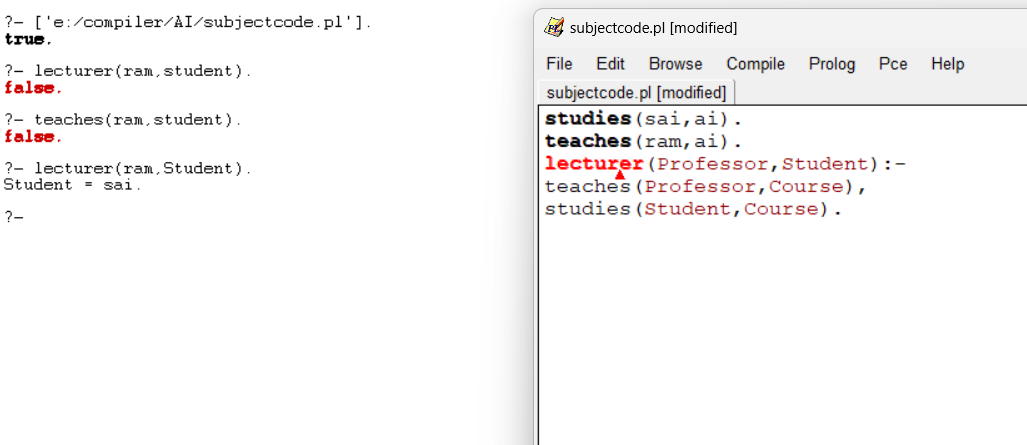 ?- ['e:/compiler/AI/subjectcode.pl'].
true.
?- lecturer(ram,student).
false.
?- teaches(ram,student).
false.
?- lecturer(ram,Student).
Student = sai.
?-
subjectcode.pl [modified]
File Edit Browse Compile Prolog Pce Help
subjectcode.pl [modified]
studies(sai,ai).
teaches(ram,ai).
lecturer(Professor,Student):-
teaches(Professor,Course),
studies(Student,Course).